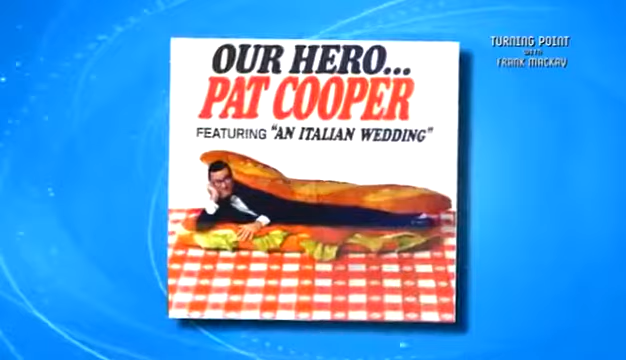 OUR HERO...
PAT COOPER
FEATURING "AN ITALIAN WEDDING"
TURNING POINT
WITH
FRANK MACKAY